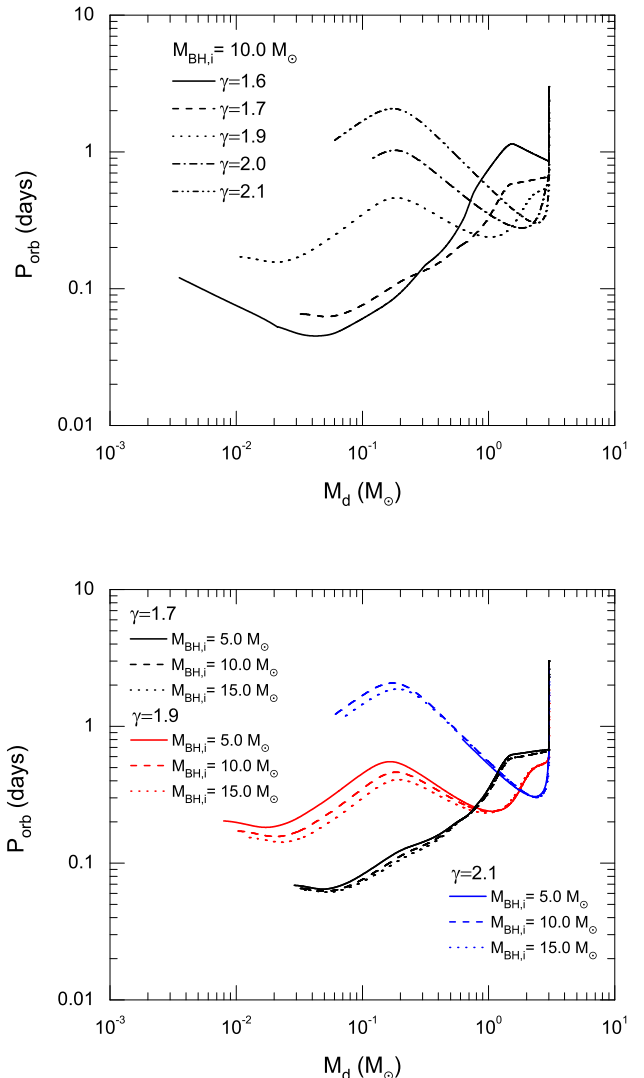 10
M_BH,i= 10.0 M_⊙
γ=1.6
γ=1.7
γ=1.9
γ=2.0
γ=2.1
1
P_orb (days)
0.1
0.01
10^-3 10^-2 10^-1 10^0 10^1
M_d (M_⊙)
10
γ=1.7
M_BH,i= 5.0 M_⊙
M_BH,i= 10.0 M_⊙
M_BH,i= 15.0 M_⊙
γ=1.9
M_BH,i= 5.0 M_⊙
M_BH,i= 10.0 M_⊙
M_BH,i= 15.0 M_⊙
1
P_orb (days)
0.1
γ=2.1
M_BH,i= 5.0 M_⊙
M_BH,i= 10.0 M_⊙
M_BH,i= 15.0 M_⊙
0.01
10^-3 10^-2 10^-1 10^0 10^1
M_d (M_⊙)